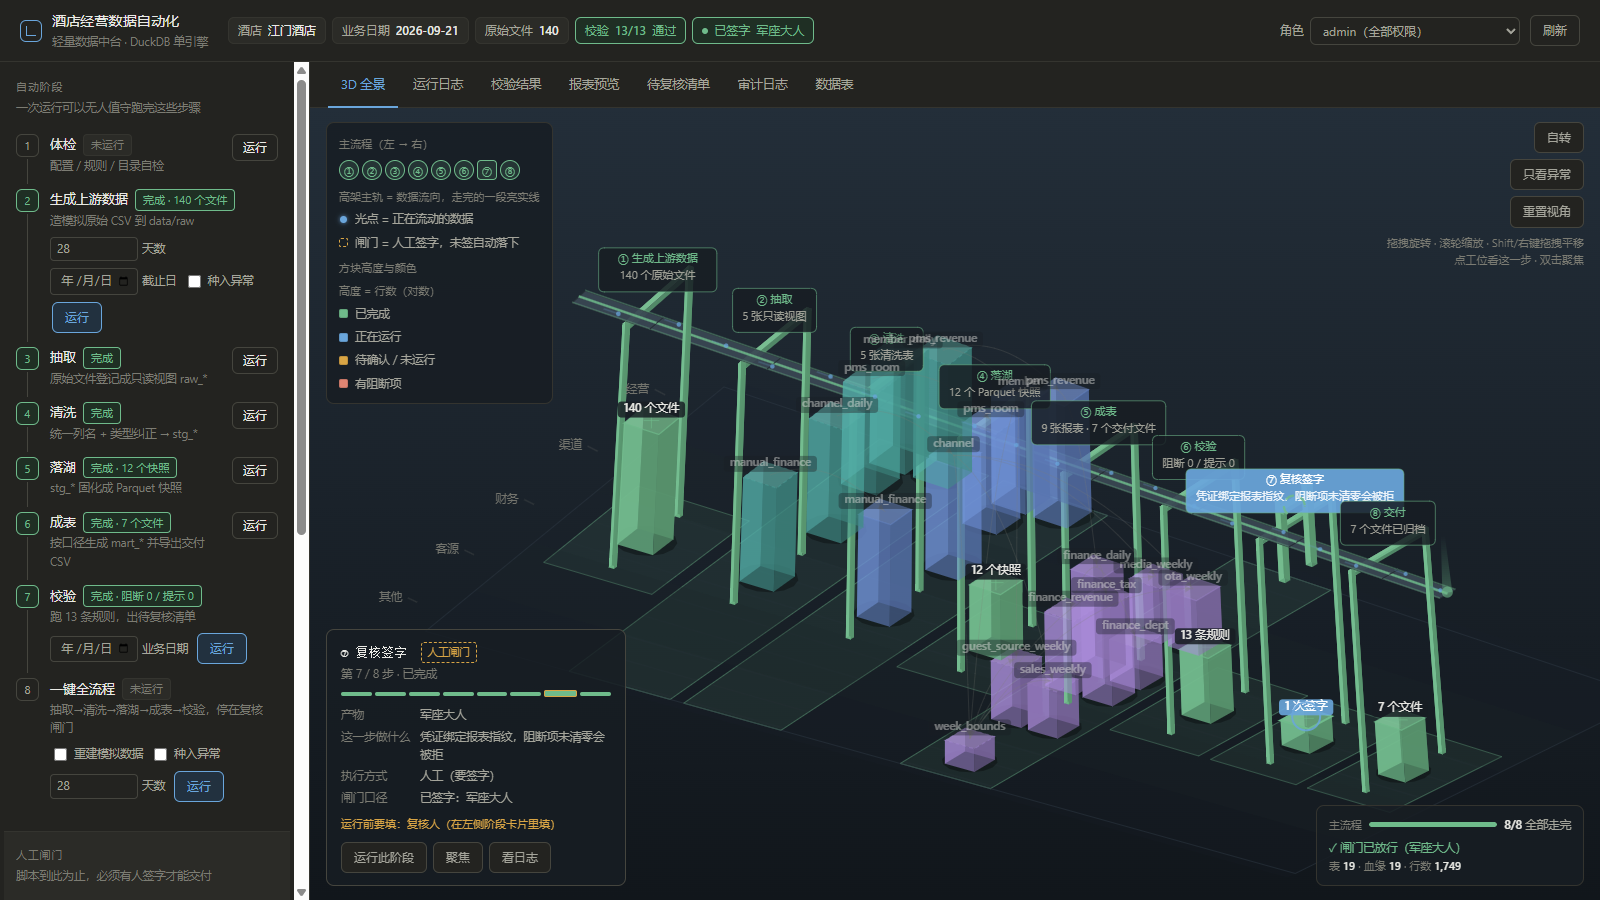 酒店经营数据自动化
轻量数据中台 · DuckDB 单引擎
酒店 江门酒店
业务日期 2026-09-21
原始文件 140
校验 13/13 通过
已签字 军座大人
角色
admin（全部权限）
刷新
自动阶段
一次运行可以无人值守跑完这些步骤
1
体检
未运行
配置 / 规则 / 目录自检
运行
2
生成上游数据
完成 · 140 个文件
造模拟原始 CSV 到 data/raw
28
天数
年 /月/日
截止日
种入异常
运行
3
抽取
完成
原始文件登记成只读视图 raw_*
运行
4
清洗
完成
统一列名 + 类型纠正 → stg_*
运行
5
落湖
完成 · 12 个快照
stg_* 固化成 Parquet 快照
运行
6
成表
完成 · 7 个文件
按口径生成 mart_* 并导出交付
CSV
运行
7
校验
完成 · 阻断 0 / 提示 0
跑 13 条规则，出待复核清单
年 /月/日
业务日期
运行
8
一键全流程
未运行
抽取→清洗→落湖→成表→校验，停在复核
闸门
重建模拟数据
种入异常
28
天数
运行
人工闸门
脚本到此为止，必须有人签字才能交付
3D 全景
运行日志
校验结果
报表预览
待复核清单
审计日志
数据表
主流程（左 → 右）
① ② ③ ④ ⑤ ⑥ ⑦ ⑧
高架主轨 = 数据流向，走完的一段亮实线
光点 = 正在流动的数据
闸门 = 人工签字，未签自动落下
方块高度与颜色
高度 = 行数（对数）
已完成
正在运行
待确认 / 未运行
有阻断项
自转
只看异常
重置视角
拖拽旋转 · 滚轮缩放 · Shift/右键拖拽平移
点工位看这一步 · 双击聚焦
① 生成上游数据
140 个原始文件
② 抽取
5 张只读视图
5 张清洗表
pms_revenue
pms_room
④ 落湖
12 个 Parquet 快照
pms_revenue
pms_room
⑤ 成表
9 张报表 · 7 个交付文件
⑥ 校验
阻断 0 / 提示 0
⑦ 复核签字
凭证绑定报表指纹，阻断项未清零会被拒
⑧ 交付
7 个文件已归档
经营
渠道
财务
客源
其他
140 个文件
channel_daily
manual_finance
channel
manual_finance
12 个快照
finance_daily
media_weekly
ota_weekly
finance_tax
finance_revenue
finance_dept
guest_source_weekly
sales_weekly
week_bounds
13 条规则
1 次签字
7 个文件
⑦ 复核签字
人工闸门
第 7 / 8 步 · 已完成
产物
军座大人
这一步做什么
凭证绑定报表指纹，阻断项未清零会
被拒
执行方式
人工（要签字）
闸门口径
已签字：军座大人
运行前要填：复核人（在左侧阶段卡片里填）
运行此阶段
聚焦
看日志
主流程
8/8 全部走完
✓ 闸门已放行（军座大人）
表 19 · 血缘 19 · 行数 1,749